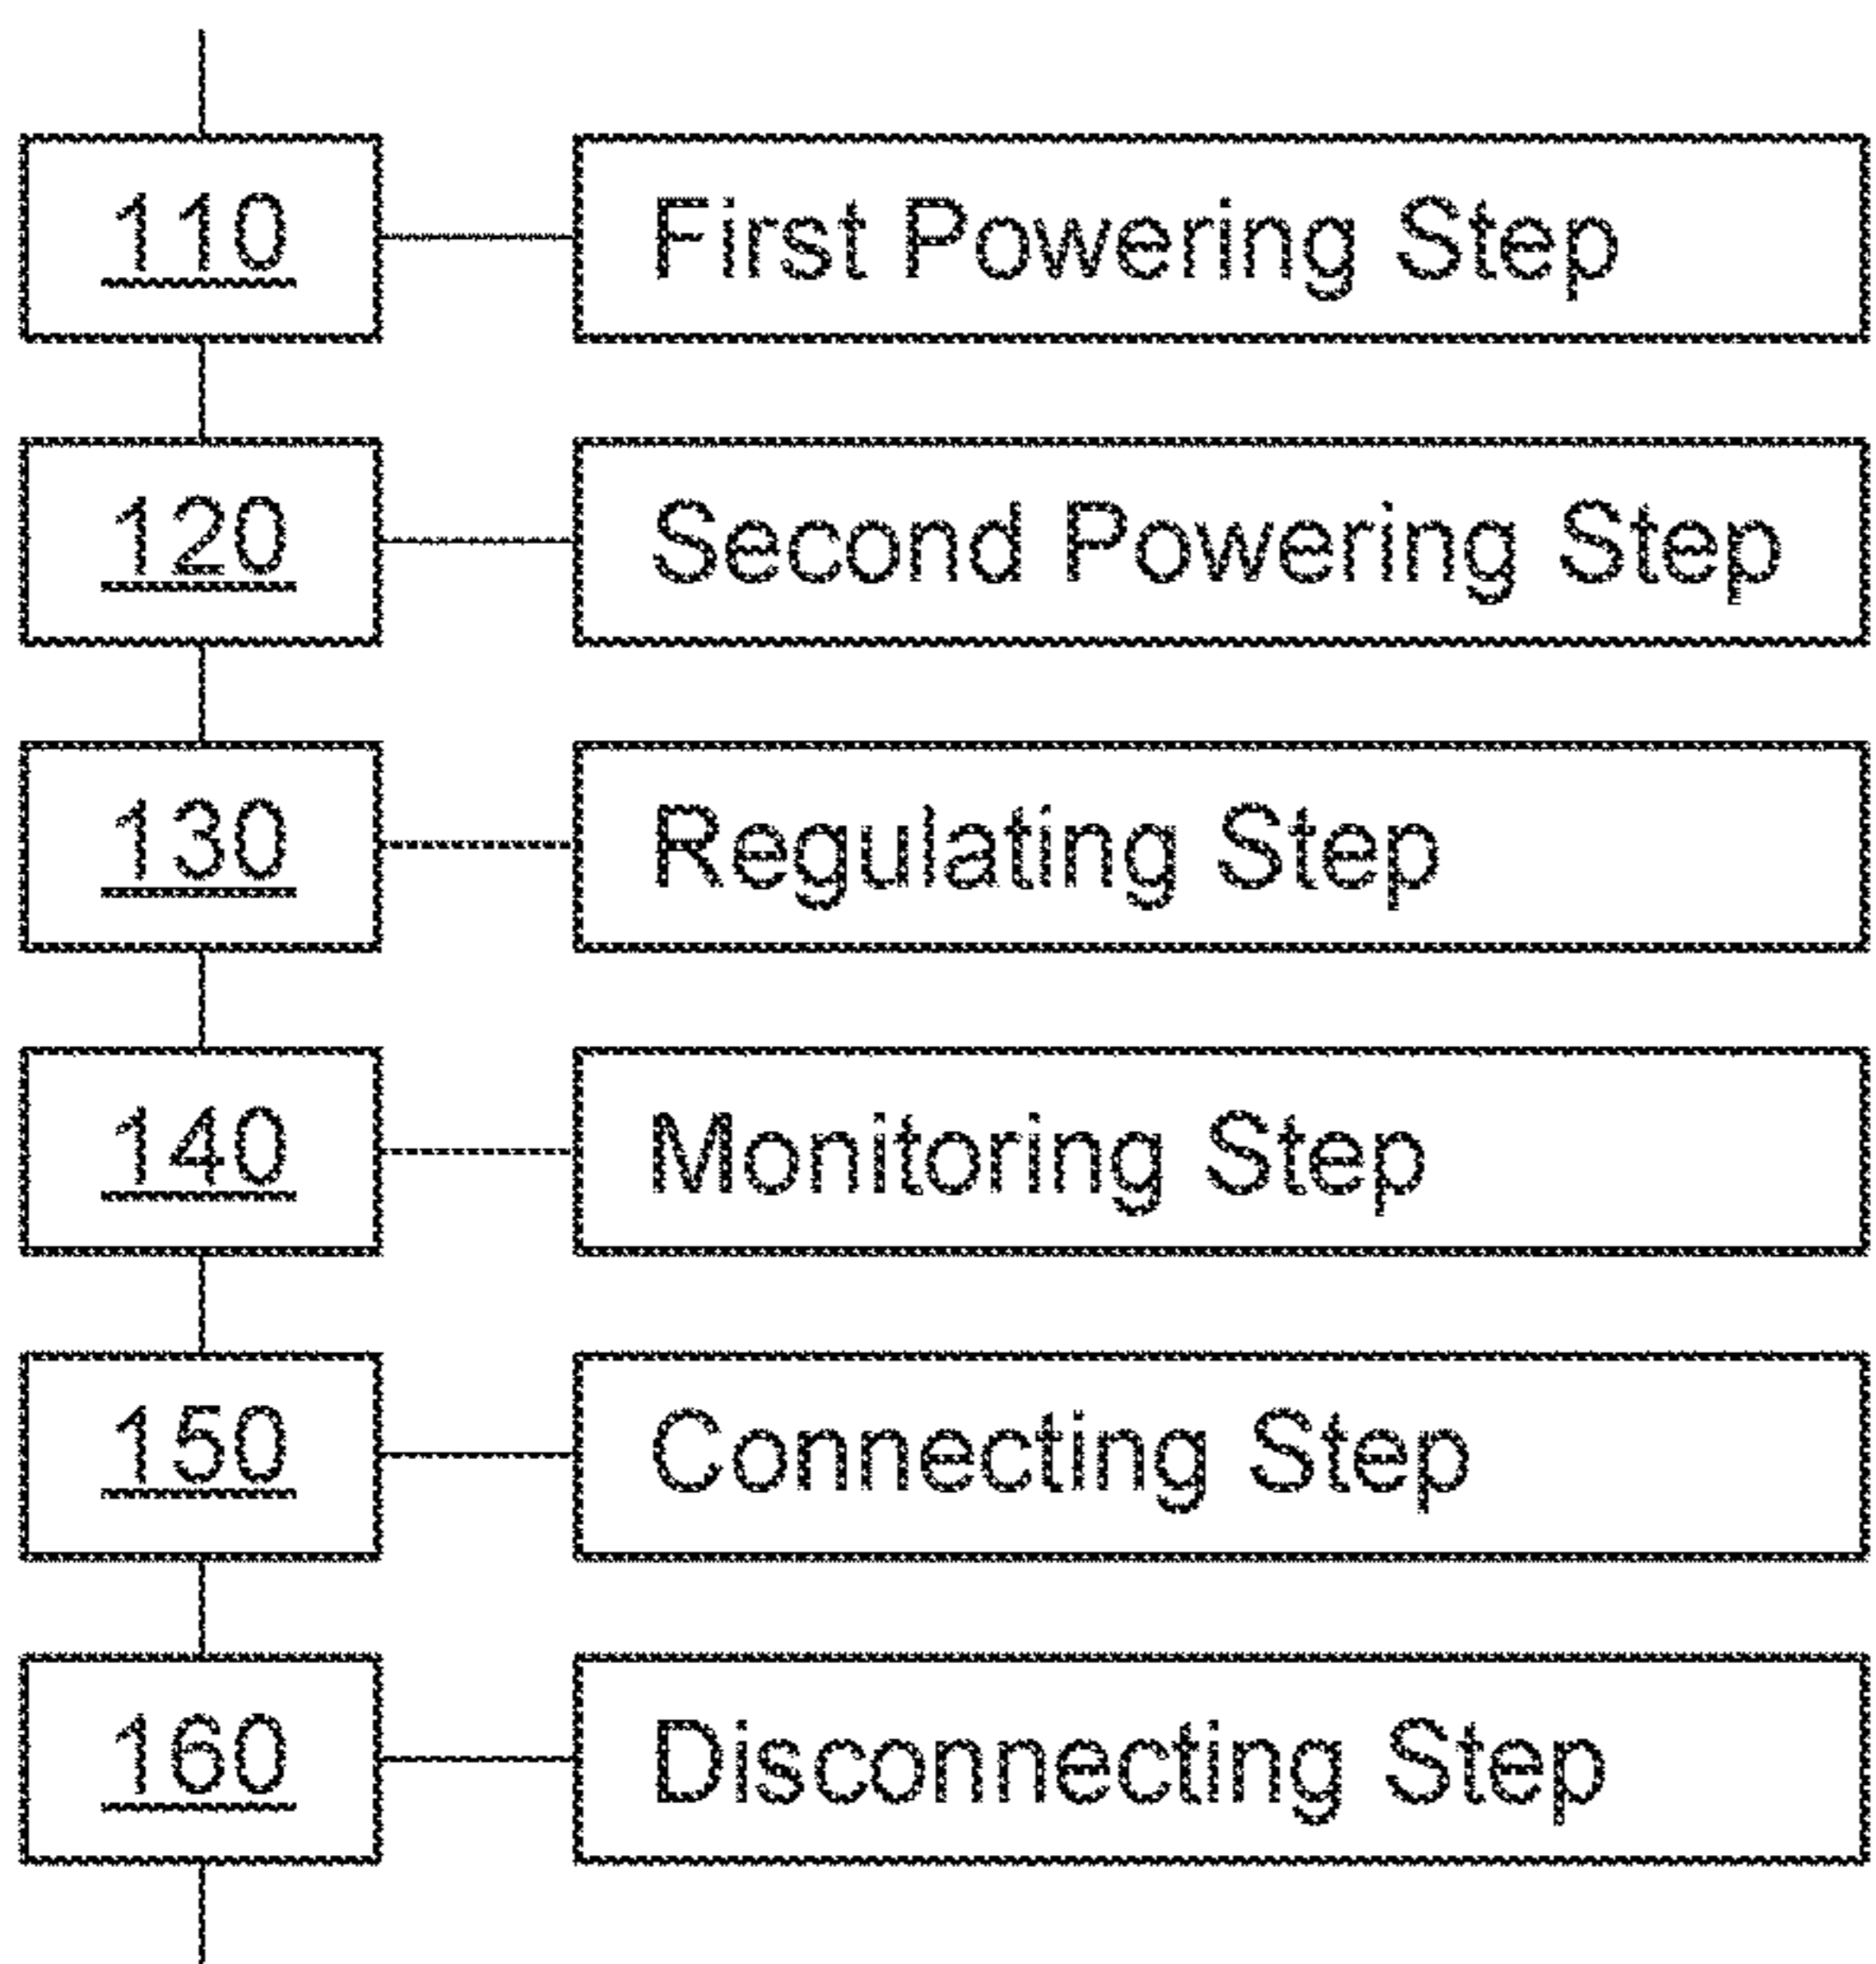 110 First Powering Step
120 Second Powering Step
130 Regulating Step
140 Monitoring Step
150 Connecting Step
160 Disconnecting Step